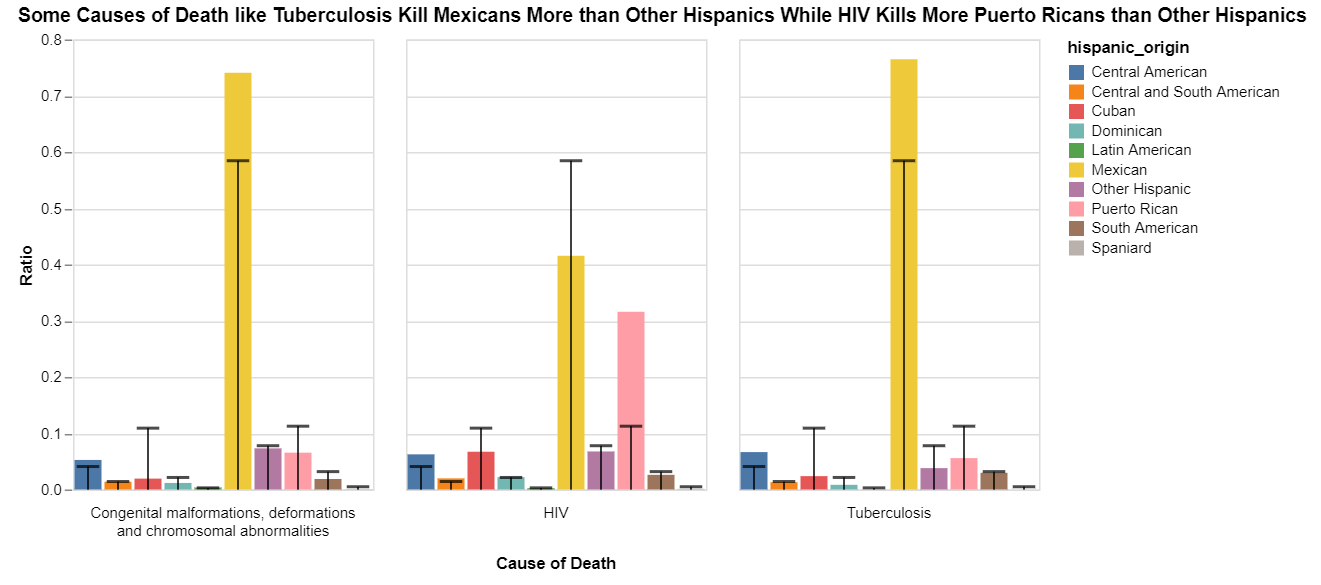 Some Causes of Death like Tuberculosis Kill Mexicans More than Other Hispanics While HIV Kills More Puerto Ricans than Other Hispanics
0.8
0.7
0.6
0.5
0.4
0.3
0.2
0.1
0.0
Ratio
Congenital malformations, deformations
and chromosomal abnormalities
HIV
Tuberculosis
Cause of Death
hispanic_origin
Central American
Central and South American
Cuban
Dominican
Latin American
Mexican
Other Hispanic
Puerto Rican
South American
Spaniard